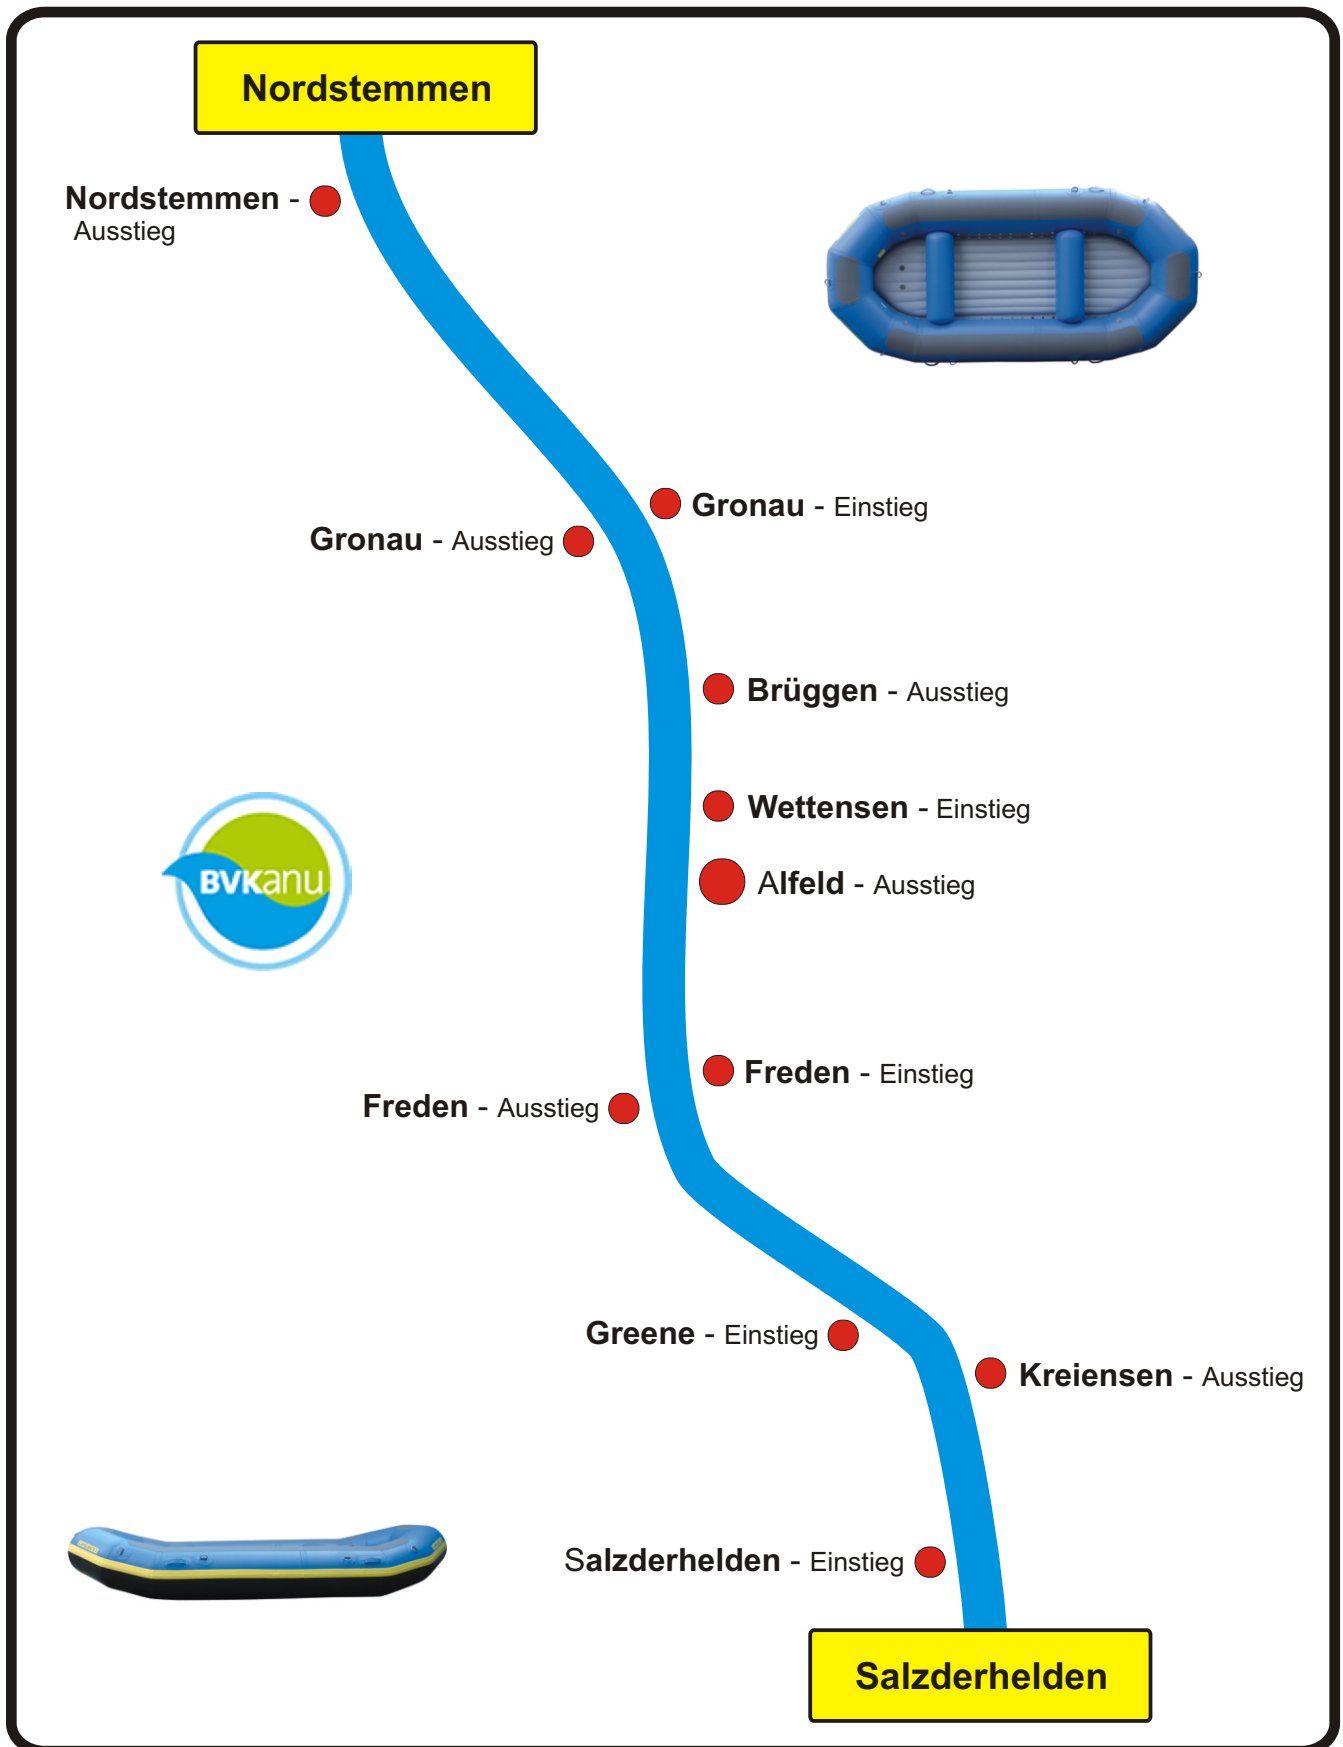 Nordstemmen
Nordstemmen -
Ausstieg
Gronau - Einstieg
Gronau - Ausstieg
Brüggen - Ausstieg
Wettensen - Einstieg
BVKanu
Alfeld - Ausstieg
Freden - Einstieg
Freden - Ausstieg
Greene - Einstieg
Kreiensen - Ausstieg
Salzderhelden - Einstieg
Salzderhelden